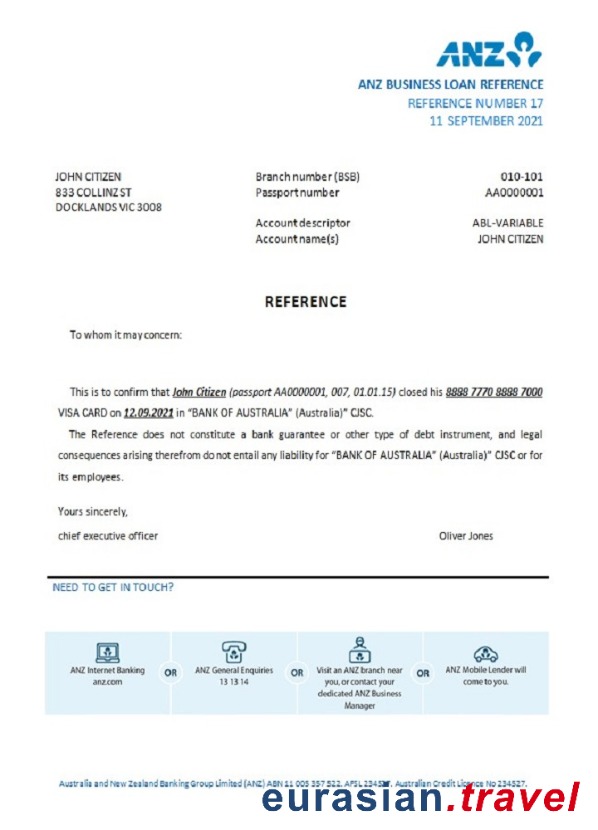 ANZ
ANZ BUSINESS LOAN REFERENCE
REFERENCE NUMBER 17
11 SEPTEMBER 2021
JOHN CITIZEN
833 COLLINZ ST
DOCKLANDS VIC 3008
Branch number (BSB) 010-101
Passport number AA0000001
Account descriptor ABL-VARIABLE
Account name(s) JOHN CITIZEN
REFERENCE
To whom it may concern:
This is to confirm that John Citizen (passport AA0000001, 007, 01.01.15) closed his 8888 7770 8888 7000
VISA CARD on 12.09.2021 in "BANK OF AUSTRALIA" (Australia)" CJSC.
The Reference does not constitute a bank guarantee or other type of debt instrument, and legal
consequences arising therefrom do not entail any liability for "BANK OF AUSTRALIA" (Australia)" CJSC or for
its employees.
Yours sincerely,
chief executive officer Oliver Jones
NEED TO GET IN TOUCH?
ANZ Internet Banking
anz.com
OR
ANZ General Enquiries
13 13 14
OR
Visit an ANZ branch near
you, or contact your
dedicated ANZ Business
Manager
OR
ANZ Mobile Lender will
come to you.
Australia and New Zealand Banking Group Limited (ANZ) ABN 11 005 357 522. Australian Credit Licence No 234527.
eurasian.travel